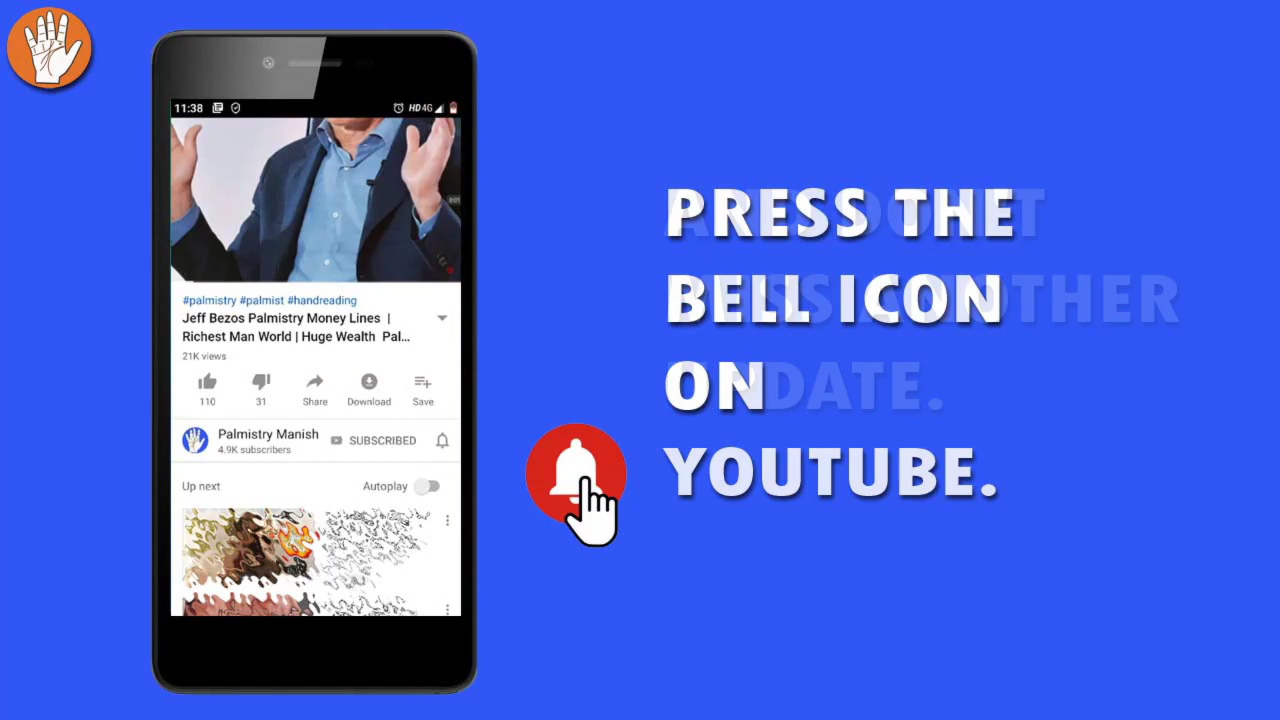 11:38
HD 4G
0:01
#palmistry #palmist #handreading
Jeff Bezos Palmistry Money Lines |
Richest Man World | Huge Wealth Pal...
21K views
110
31
Share
Download
Save
Palmistry Manish
4.9K subscribers
SUBSCRIBED
Up next
Autoplay
PRESS THE
BELL ICON
ON
YOUTUBE.